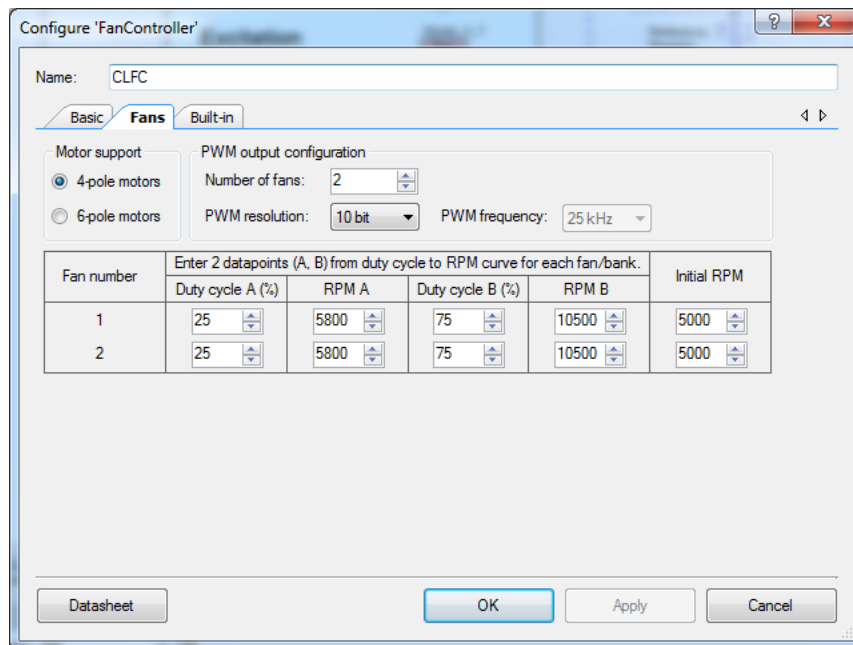 Configure 'FanController'
Name: CLFC
Basic Fans Built-in
Motor support PWM output configuration
4-pole motors Number of fans: 2
6-pole motors PWM resolution: 10 bit PWM frequency: 25 kHz
Fan number Enter 2 datapoints (A, B) from duty cycle to RPM curve for each fan/bank. Initial RPM
Duty cycle A (%) RPM A Duty cycle B (%) RPM B
1 25 5800 75 10500 5000
2 25 5800 75 10500 5000
Datasheet OK Apply Cancel